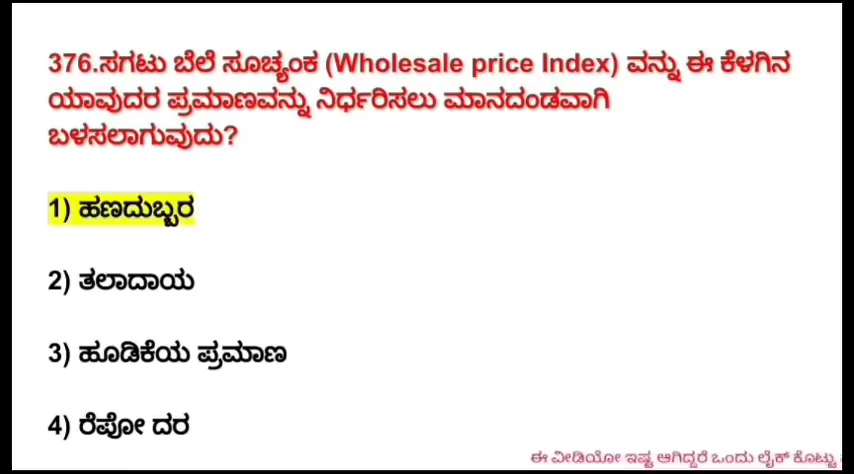 376.ಸಗಟು ಬೆಲೆ ಸೂಚ್ಯಂಕ (Wholesale price Index) ವನ್ನು ಈ ಕೆಳಗಿನ
ಯಾವುದರ ಪ್ರಮಾಣವನ್ನು ನಿರ್ಧರಿಸಲು ಮಾನದಂಡವಾಗಿ
ಬಳಸಲಾಗುವುದು?
1) ಹಣದುಬ್ಬರ
2) ತಲಾದಾಯ
3) ಹೂಡಿಕೆಯ ಪ್ರಮಾಣ
4) ರೆಪೋ ದರ
ಈ ವೀಡಿಯೋ ಇಷ್ಟ ಆಗಿದ್ದರೆ ಒಂದು ಲೈಕ್ ಕೊಟ್ಟು